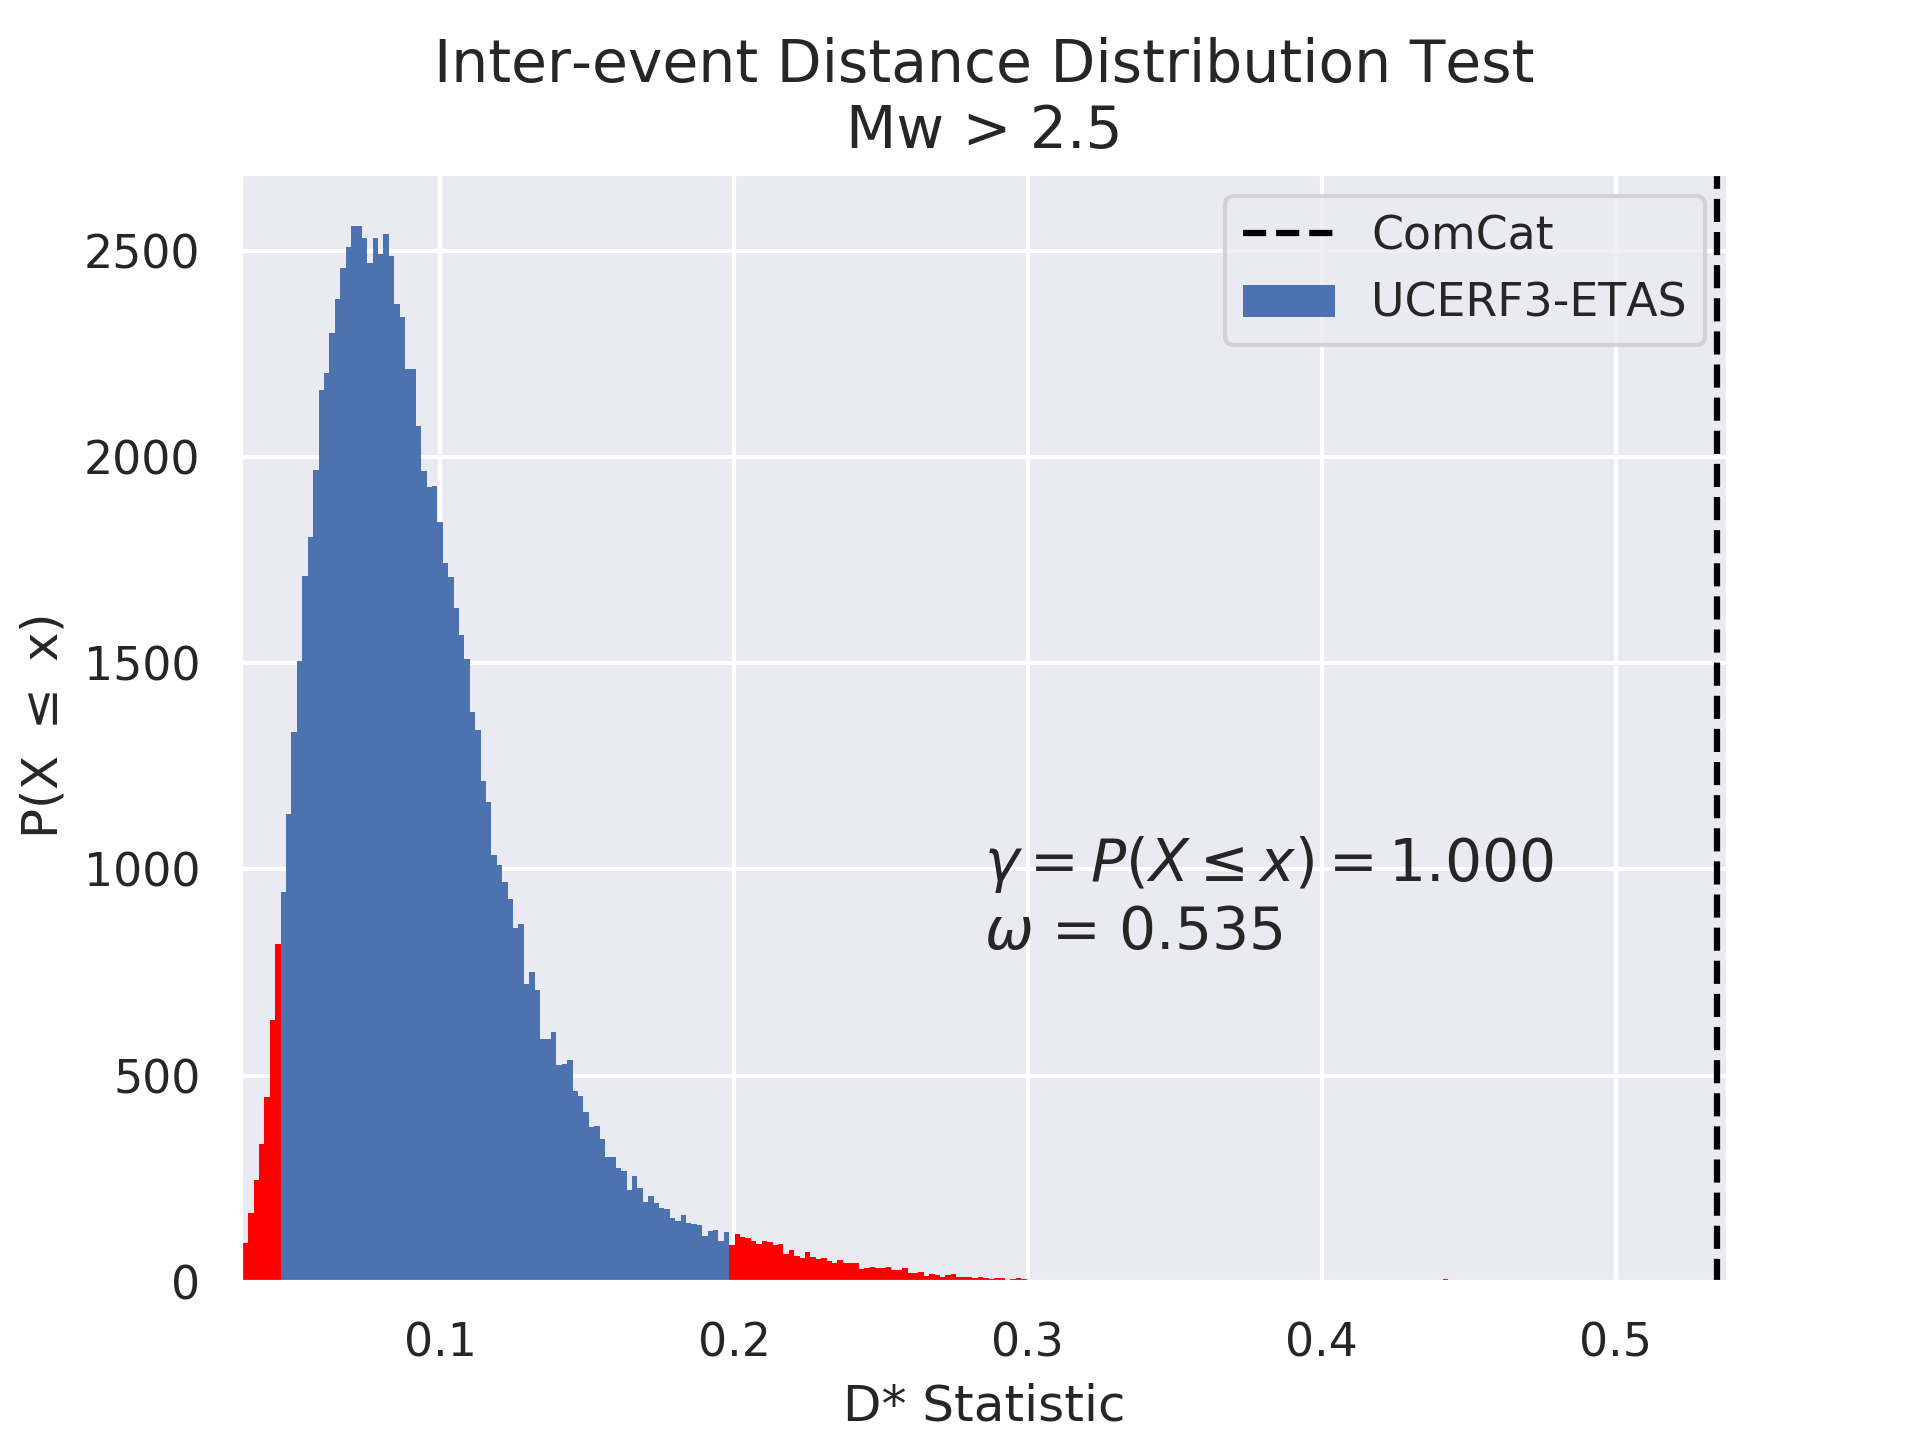 Inter-event Distance Distribution Test
Mw > 2.5
ComCat
UCERF3-ETAS
2500
2000
1500
1000
500
0
P(X ≤ x)
γ = P(X ≤ x) = 1.000
ω = 0.535
0.1 0.2 0.3 0.4 0.5
D* Statistic